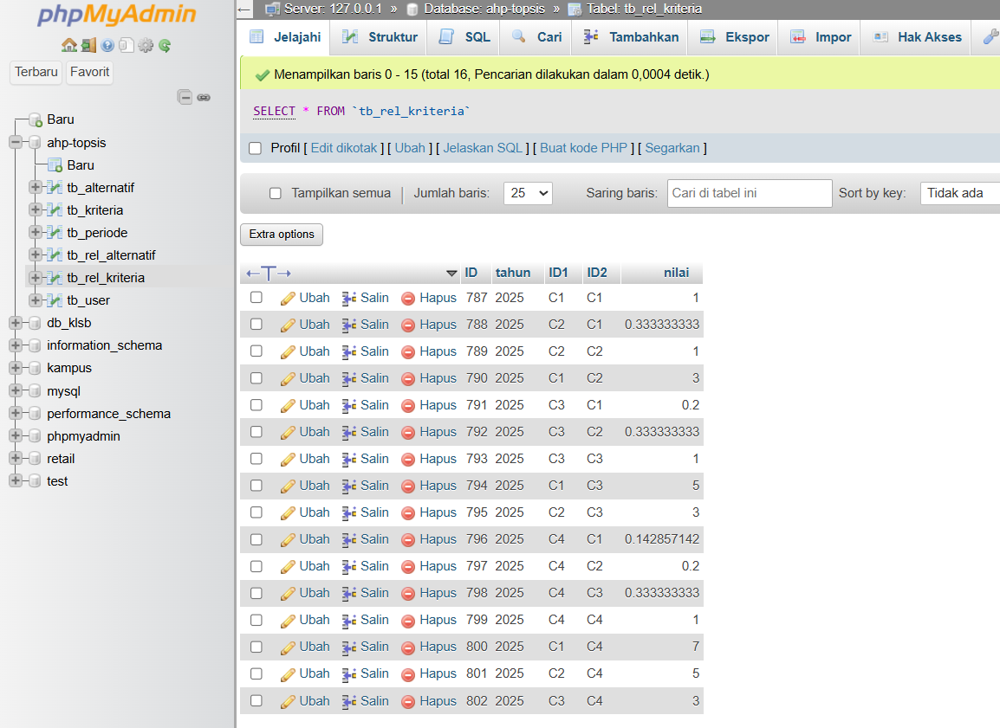 phpMyAdmin
Terbaru Favorit
Baru
ahp-topsis
Baru
tb_alternatif
tb_kriteria
tb_periode
tb_rel_alternatif
tb_rel_kriteria
tb_user
db_klsb
information_schema
kampus
mysql
performance_schema
phpmyadmin
retail
test
Server: 127.0.0.1 » Database: ahp-topsis » Tabel: tb_rel_kriteria
Jelajahi Struktur SQL Cari Tambahkan Ekspor Impor Hak Akses
Menampilkan baris 0 - 15 (total 16, Pencarian dilakukan dalam 0,0004 detik.)
SELECT * FROM `tb_rel_kriteria`
Profil [ Edit dikotak ] [ Ubah ] [ Jelaskan SQL ] [ Buat kode PHP ] [ Segarkan ]
Tampilkan semua | Jumlah baris: 25 Saring baris: Cari di tabel ini Sort by key: Tidak ada
Extra options
←T→ ID tahun ID1 ID2 nilai
Ubah Salin Hapus 787 2025 C1 C1 1
Ubah Salin Hapus 788 2025 C2 C1 0.333333333
Ubah Salin Hapus 789 2025 C2 C2 1
Ubah Salin Hapus 790 2025 C1 C2 3
Ubah Salin Hapus 791 2025 C3 C1 0.2
Ubah Salin Hapus 792 2025 C3 C2 0.333333333
Ubah Salin Hapus 793 2025 C3 C3 1
Ubah Salin Hapus 794 2025 C1 C3 5
Ubah Salin Hapus 795 2025 C2 C3 3
Ubah Salin Hapus 796 2025 C4 C1 0.142857142
Ubah Salin Hapus 797 2025 C4 C2 0.2
Ubah Salin Hapus 798 2025 C4 C3 0.333333333
Ubah Salin Hapus 799 2025 C4 C4 1
Ubah Salin Hapus 800 2025 C1 C4 7
Ubah Salin Hapus 801 2025 C2 C4 5
Ubah Salin Hapus 802 2025 C3 C4 3